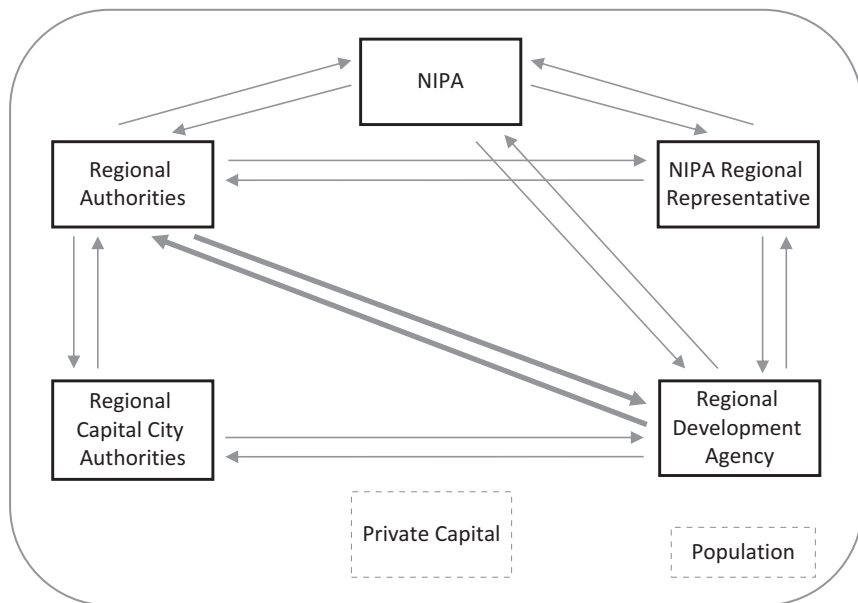 NIPA
Regional
Authorities
NIPA Regional
Representative
Regional
Capital City
Authorities
Regional
Development
Agency
Private Capital
Population